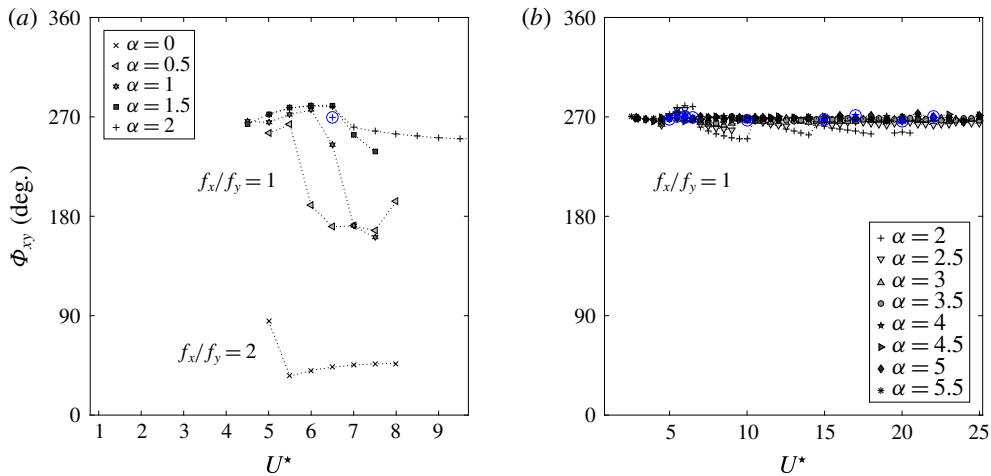 (a)
360
270
180
90
0
Φxy (deg.)
α = 0
α = 0.5
α = 1
α = 1.5
α = 2
fx/fy = 1
fx/fy = 2
1 2 3 4 5 6 7 8 9
U⋆
(b)
360
270
180
90
0
fx/fy = 1
α = 2
α = 2.5
α = 3
α = 3.5
α = 4
α = 4.5
α = 5
α = 5.5
5 10 15 20 25
U⋆